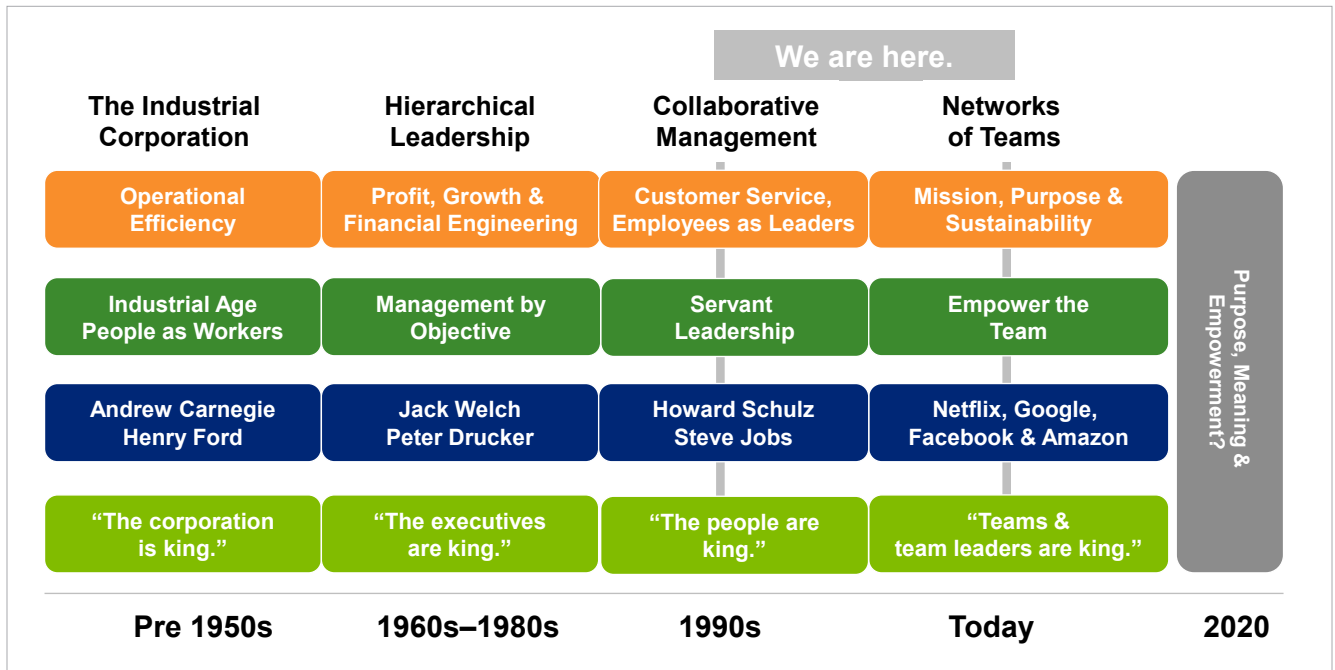 We are here.
The Industrial
Corporation
Hierarchical
Leadership
Collaborative
Management
Networks
of Teams
Operational
Efficiency
Profit, Growth &
Financial Engineering
Customer Service,
Employees as Leaders
Mission, Purpose &
Sustainability
Industrial Age
People as Workers
Management by
Objective
Servant
Leadership
Empower the
Team
Andrew Carnegie
Henry Ford
Jack Welch
Peter Drucker
Howard Schulz
Steve Jobs
Netflix, Google,
Facebook & Amazon
“The corporation
is king.”
“The executives
are king.”
“The people are
king.”
“Teams &
team leaders are king.”
Purpose, Meaning &
Empowerment?
Pre 1950s
1960s–1980s
1990s
Today
2020